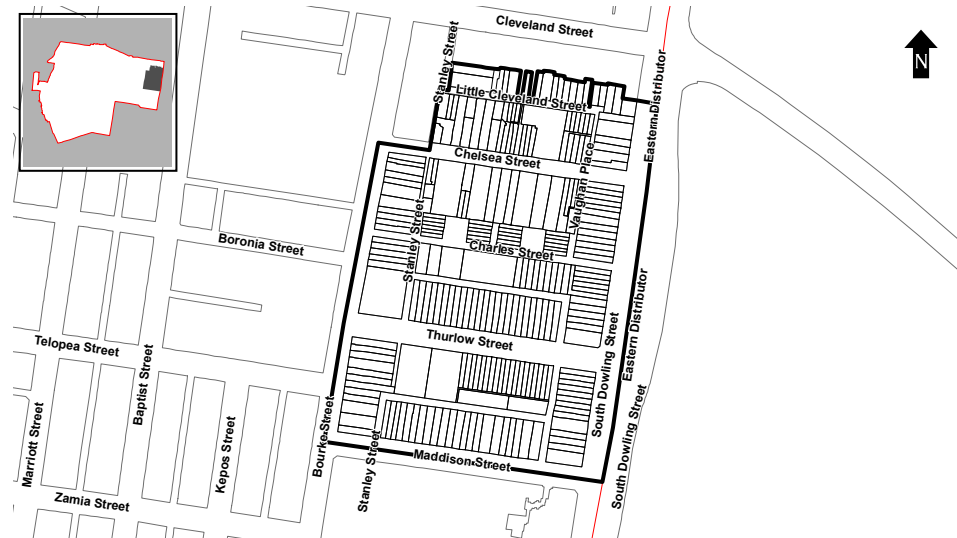 Cleveland Street
Stanley Street
Eastern Distributor
N
Little Cleveland Street
Chelsea Street
Vaughan Place
Stanley Street
Boronia Street
Charles Street
Eastern Distributor
Thurlow Street
South Dowling Street
Telopea Street
Baptist Street
South Dowling Street
Marriott Street
Kepos Street
Bourke Street
Stanley Street
Maddison Street
Zamia Street